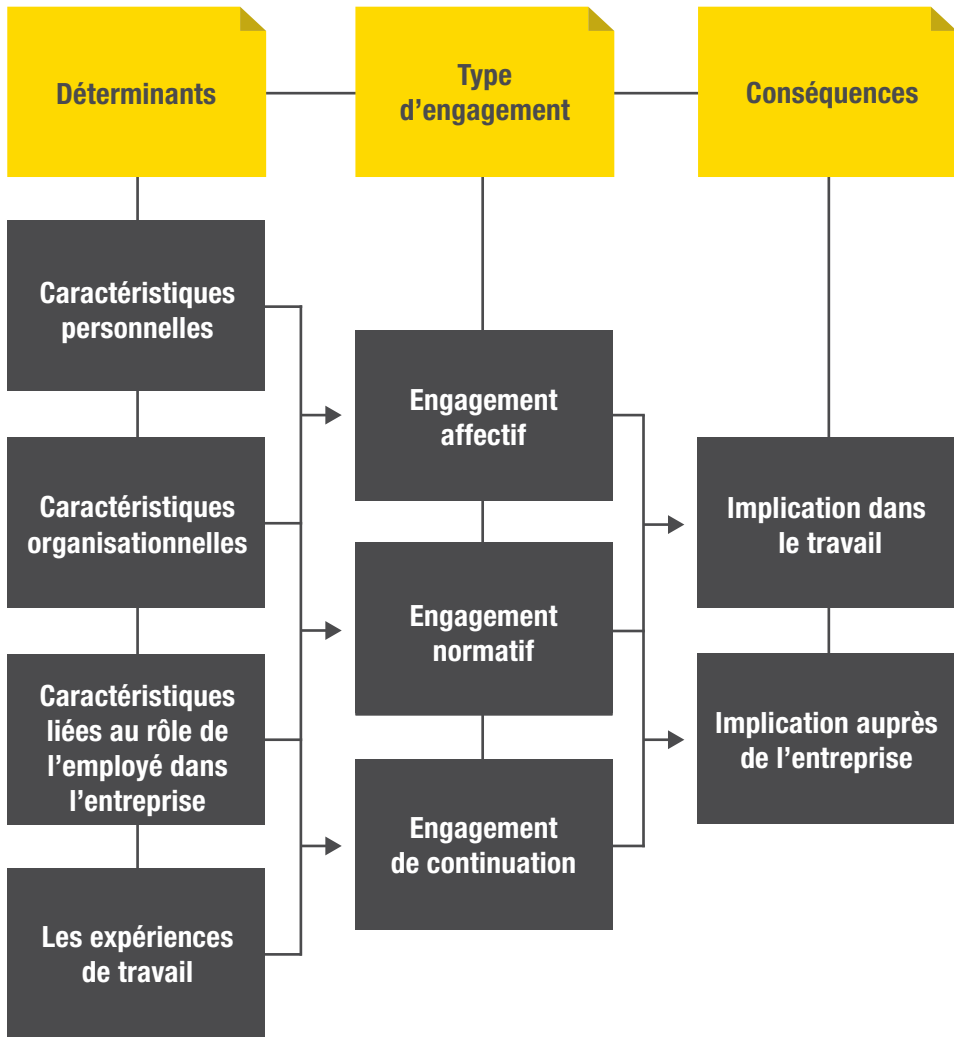 Déterminants
Type
d’engagement
Conséquences
Caractéristiques
personnelles
Caractéristiques
organisationnelles
Caractéristiques
liées au rôle de
l’employé dans
l’entreprise
Les expériences
de travail
Engagement
affectif
Engagement
normatif
Engagement
de continuation
Implication dans
le travail
Implication auprès
de l’entreprise